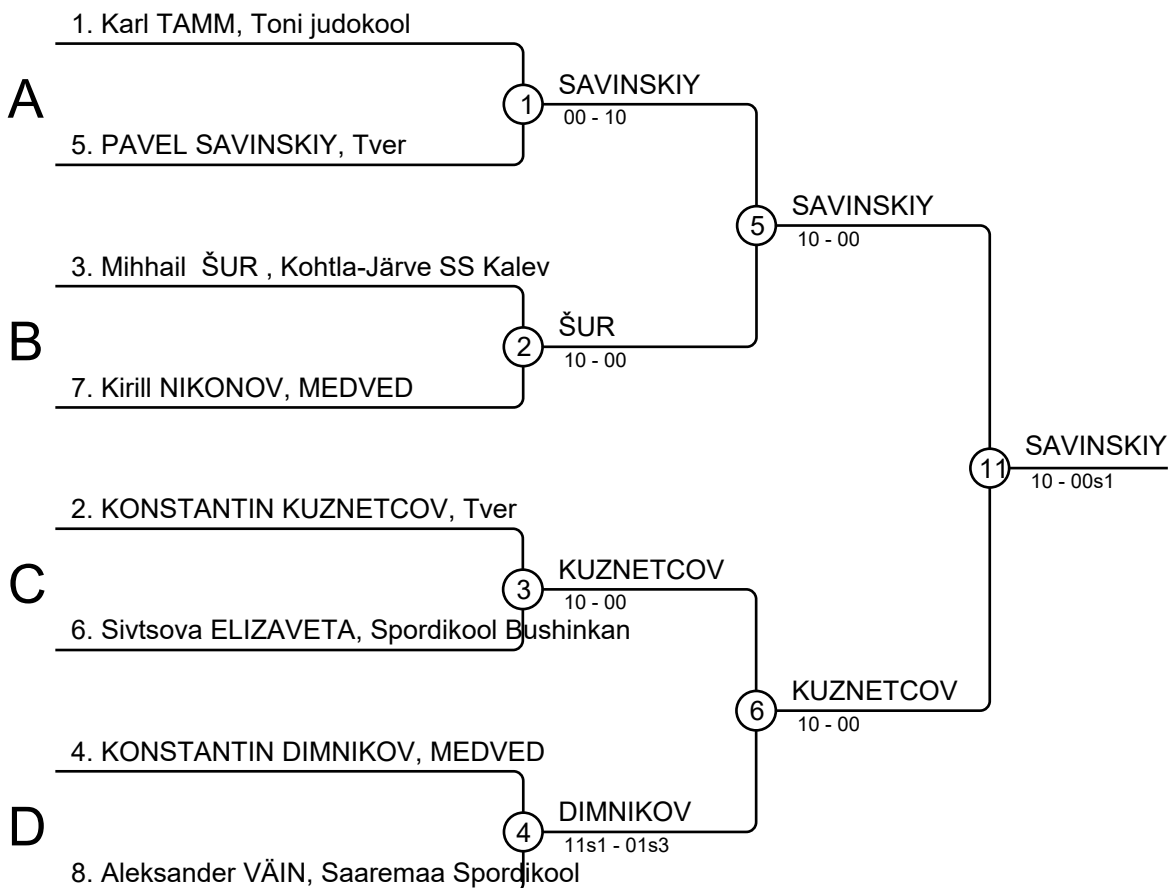 1. Karl TAMM, Toni judokool
A
1
SAVINSKIY
00 - 10
5. PAVEL SAVINSKIY, Tver
5
SAVINSKIY
10 - 00
3. Mihhail  ŠUR , Kohtla-Järve SS Kalev
B
2
ŠUR
10 - 00
7. Kirill NIKONOV, MEDVED
11
SAVINSKIY
10 - 00s1
2. KONSTANTIN KUZNETCOV, Tver
C
3
KUZNETCOV
10 - 00
6. Sivtsova ELIZAVETA, Spordikool Bushinkan
6
KUZNETCOV
10 - 00
4. KONSTANTIN DIMNIKOV, MEDVED
D
4
DIMNIKOV
11s1 - 01s3
8. Aleksander VÄIN, Saaremaa Spordikool